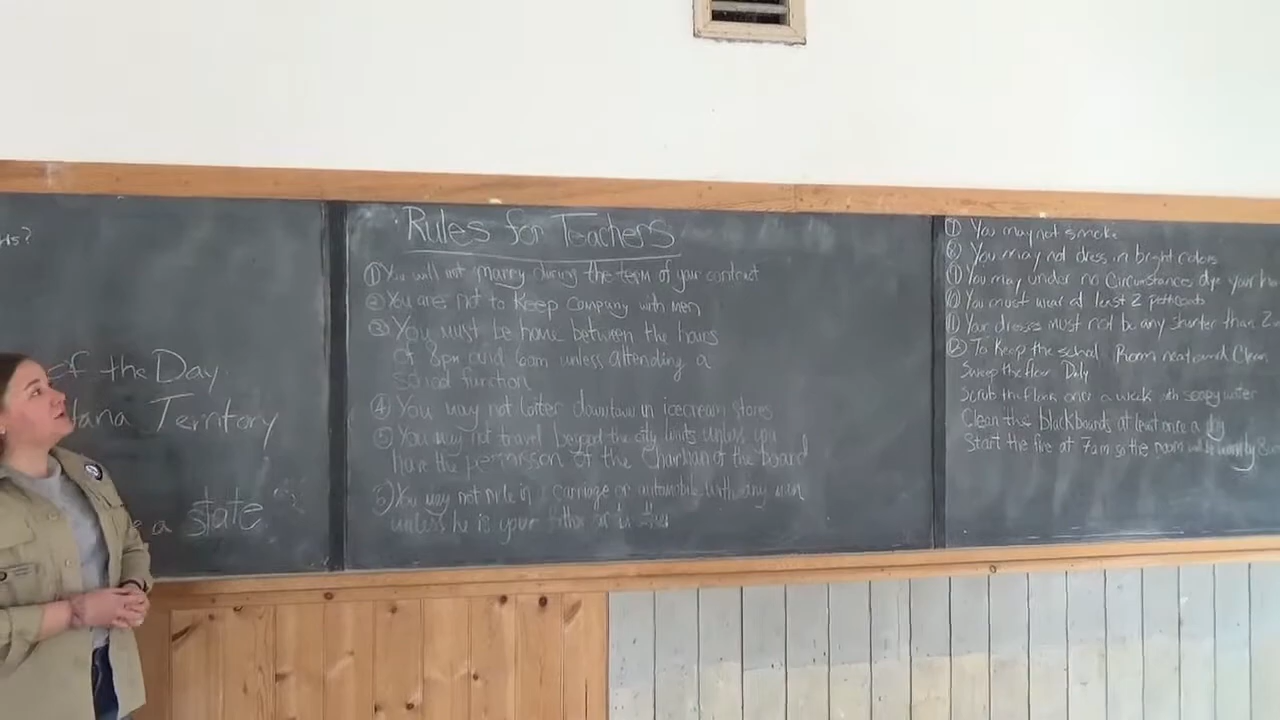 of the Day
Territory
state
Rules for Teachers
① You will not marry during the term of your contract
② You are not to keep company with men
③ You must be home between the hours
of 8pm and 6am unless attending a
social function
④ You may not loiter downtown in icecream stores
⑤ You may not travel beyond the city limits unless you
have the permission of the Chairman of the board
⑥ You may not ride in a carriage or automobile with any man
unless he is your
⑦ You may not smoke
⑧ You may not dress in bright colors
⑨ You may under no circumstances dye your
⑩ You must wear at least 2 petticoats
⑪ Your dresses must not be any shorter than 2
⑫ To keep the school Room neat and Clean
Sweep the floor Daly
Scrub the floor once a week with soapy water
Clean the blackboards at least once a day
Start the fire at 7am so the room will be warm by 8